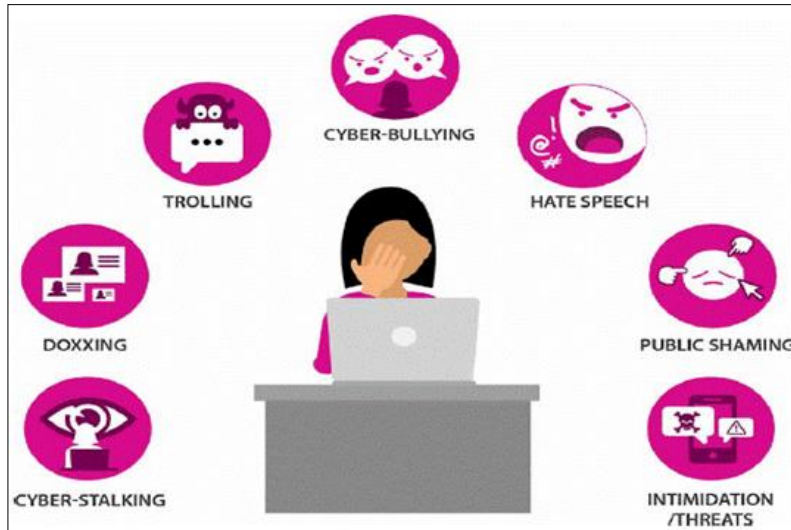 CYBER-BULLYING
TROLLING
HATE SPEECH
DOXXING
PUBLIC SHAMING
CYBER-STALKING
INTIMIDATION
/THREATS